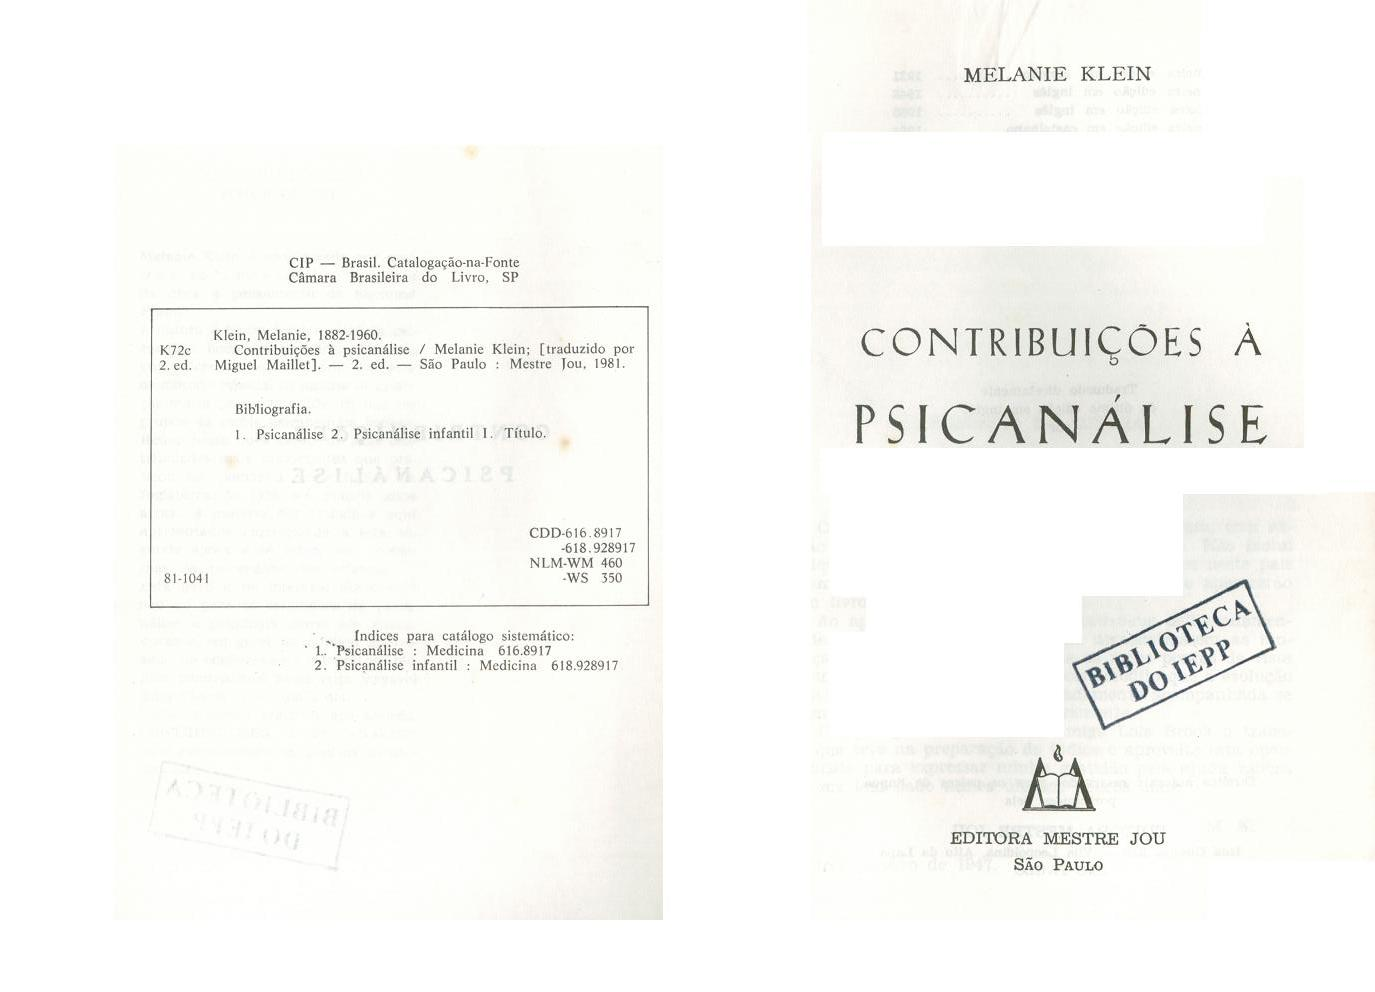 CIP — Brasil. Catalogação-na-Fonte
Câmara Brasileira do Livro, SP
Klein, Melanie, 1882-1960.
K72c Contribuições à psicanálise / Melanie Klein; [traduzido por
2. ed. Miguel Maillet]. — 2. ed. — São Paulo : Mestre Jou, 1981.
Bibliografia.
1. Psicanálise 2. Psicanálise infantil I. Título.
CDD-616.8917
-618.928917
NLM-WM 460
81-1041 -WS 350
Indices para catálogo sistemático:
1. Psicanálise : Medicina 616.8917
2. Psicanálise infantil : Medicina 618.928917
MELANIE KLEIN
CONTRIBUIÇÕES À
PSICANÁLISE
BIBLIOTECA
DO IEPP
EDITORA MESTRE JOU
SÃO PAULO